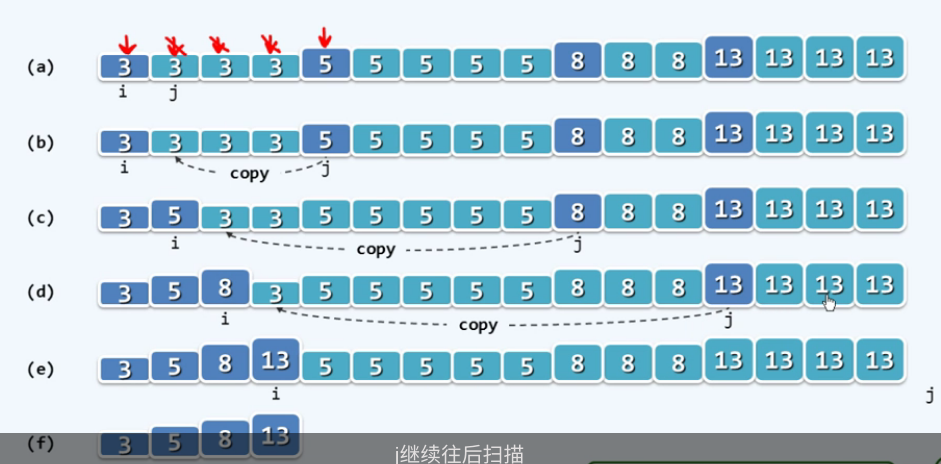 (a) 3 3 3 3 5 5 5 5 5 8 8 8 13 13 13 13
i j
(b) 3 3 3 3 5 5 5 5 5 8 8 8 13 13 13 13
i copy j
(c) 3 5 3 3 5 5 5 5 5 8 8 8 13 13 13 13
i copy j
(d) 3 5 8 3 5 5 5 5 5 8 8 8 13 13 13 13
i copy j
(e) 3 5 8 13 5 5 5 5 5 8 8 8 13 13 13 13
i j
(f) 3 5 8 13
j继续往后扫描